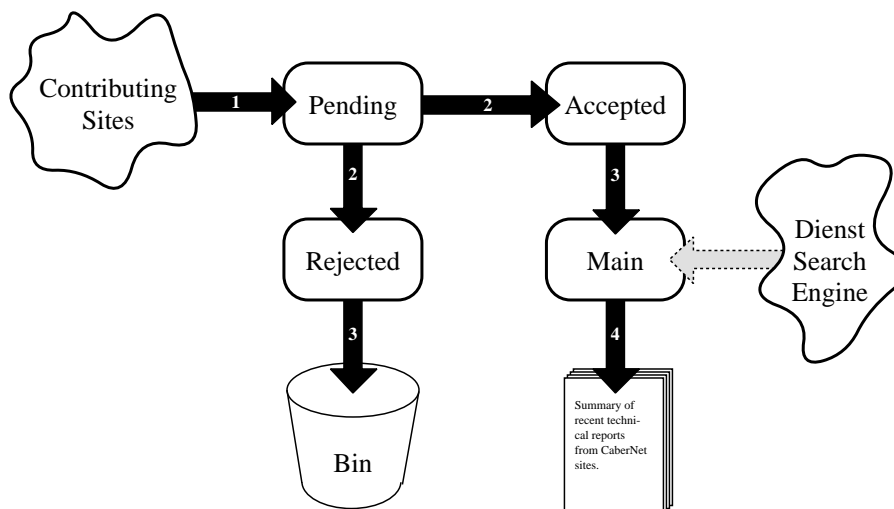 Contributing
Sites
1
Pending
2
Accepted
2
3
Rejected
Main
Dienst
Search
Engine
3
4
Bin
Summary of
recent techni-
cal reports
from CaberNet
sites.